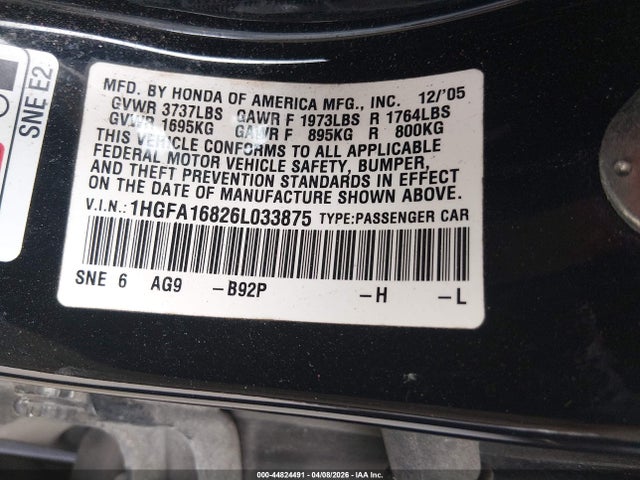 SNE E2
MFD. BY HONDA OF AMERICA MFG., INC. 12/'05
GVWR 3737LBS GAWR F 1973LBS R 1764LBS
GVWR 1695KG GAWR F 895KG R 800KG
THIS VEHICLE CONFORMS TO ALL APPLICABLE
FEDERAL MOTOR VEHICLE SAFETY, BUMPER,
AND THEFT PREVENTION STANDARDS IN EFFECT
ON THE DATE OF MANUFACTURE SHOWN ABOVE.
V.I.N.: 1HGFA16826L033875 TYPE:PASSENGER CAR
SNE 6 AG9 -B92P -H -L
000-44824491 04/08/2026 IAA Inc.